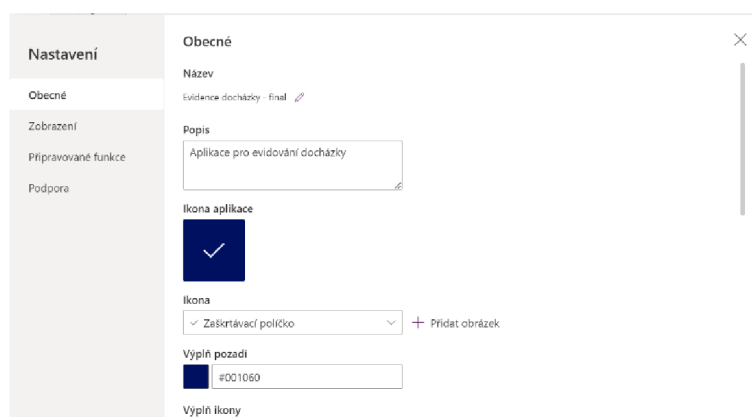 Nastavení
Obecné
Zobrazení
Připravované funkce
Podpora
Obecné
Název
Evidence docházky - final
Popis
Aplikace pro evidování docházky
Ikona aplikace
Ikona
Zaškrtávací políčko
Přidat obrázek
Výplň pozadí
#001060
Výplň ikony